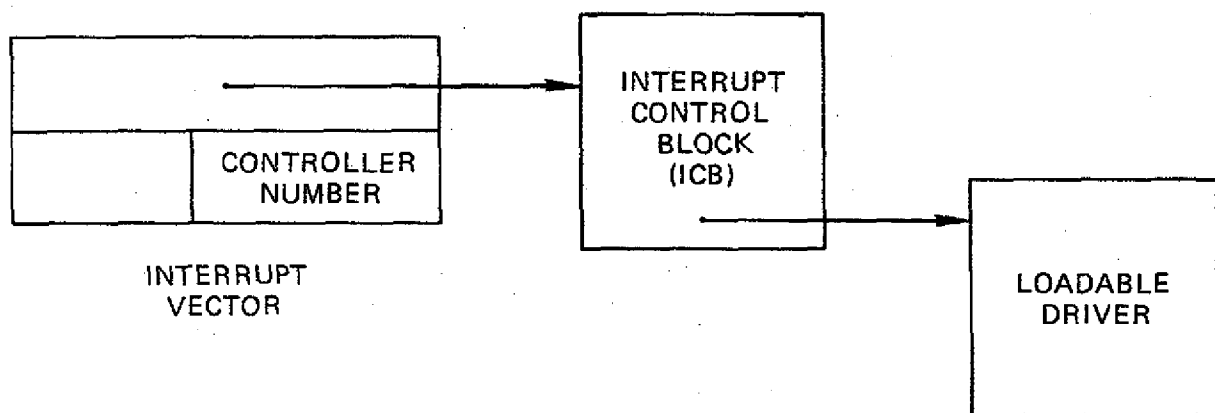 CONTROLLER
NUMBER
INTERRUPT
VECTOR
INTERRUPT
CONTROL
BLOCK
(ICB)
LOADABLE
DRIVER